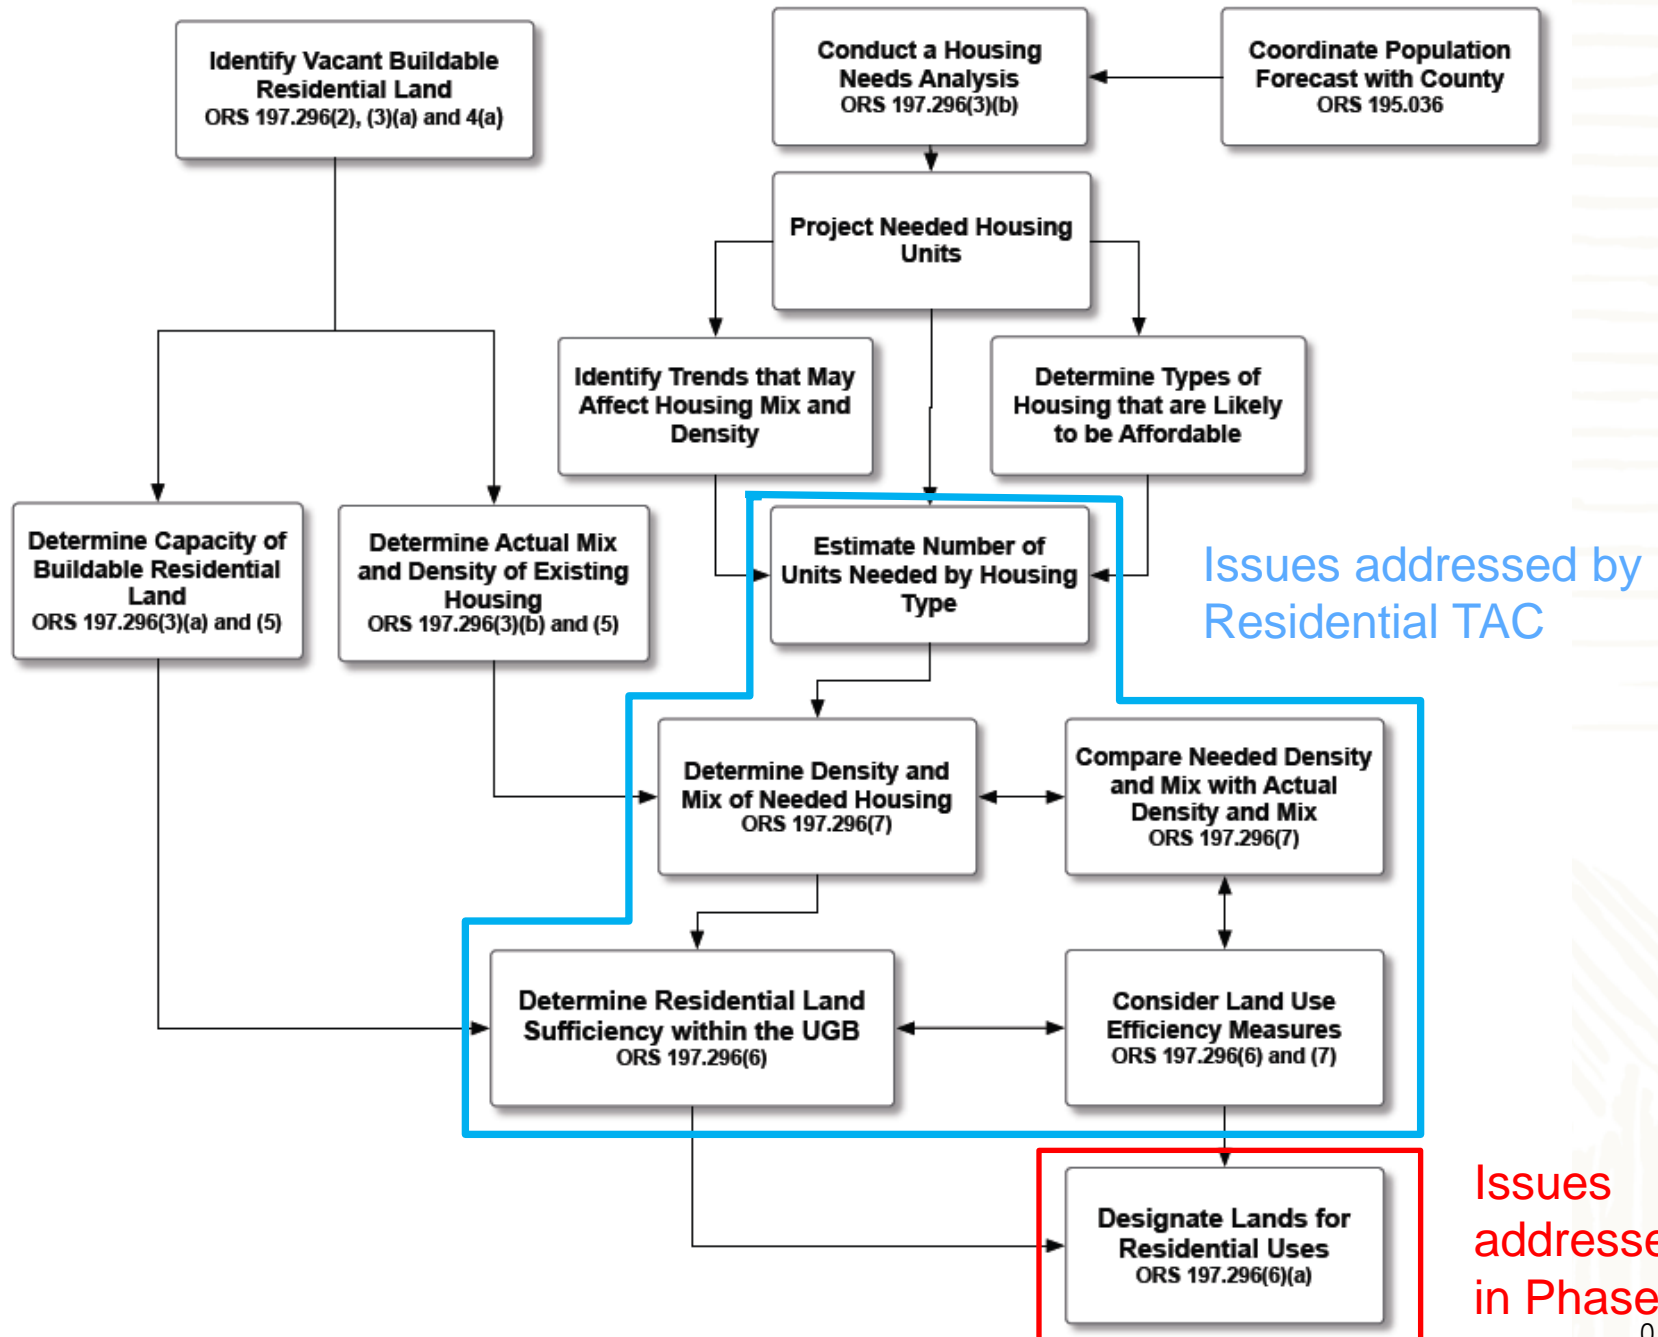 Identify Vacant Buildable
Residential Land
ORS 197.296(2), (3)(a) and 4(a)
Conduct a Housing
Needs Analysis
ORS 197.296(3)(b)
Coordinate Population
Forecast with County
ORS 195.036
Project Needed Housing
Units
Identify Trends that May
Affect Housing Mix and
Density
Determine Types of
Housing that are Likely
to be Affordable
Determine Capacity of
Buildable Residential
Land
ORS 197.296(3)(a) and (5)
Determine Actual Mix
and Density of Existing
Housing
ORS 197.296(3)(b) and (5)
Estimate Number of
Units Needed by Housing
Type
Issues addressed by
Residential TAC
Determine Density and
Mix of Needed Housing
ORS 197.296(7)
Compare Needed Density
and Mix with Actual
Density and Mix
ORS 197.296(7)
Determine Residential Land
Sufficiency within the UGB
ORS 197.296(6)
Consider Land Use
Efficiency Measures
ORS 197.296(6) and (7)
Designate Lands for
Residential Uses
ORS 197.296(6)(a)
Issues
addresse
in Phase
0